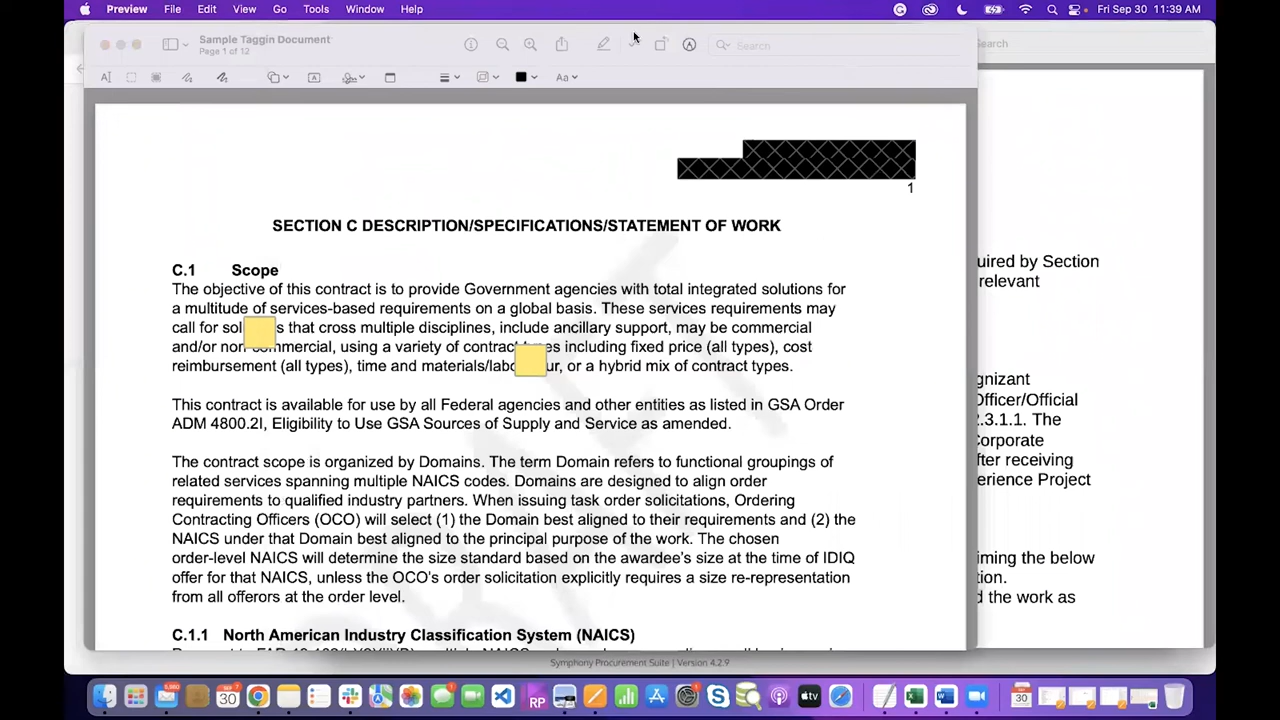 Preview File Edit View Go Tools Window Help Fri Sep 30 11:39 AM
Sample Taggin Document
Page 1 of 12
Search
Search
Aa
1
SECTION C DESCRIPTION/SPECIFICATIONS/STATEMENT OF WORK
C.1 Scope
The objective of this contract is to provide Government agencies with total integrated solutions for
a multitude of services-based requirements on a global basis. These services requirements may
call for sol s that cross multiple disciplines, include ancillary support, may be commercial
and/or non commercial, using a variety of contract types including fixed price (all types), cost
reimbursement (all types), time and materials/labo ur, or a hybrid mix of contract types.
This contract is available for use by all Federal agencies and other entities as listed in GSA Order
ADM 4800.2I, Eligibility to Use GSA Sources of Supply and Service as amended.
The contract scope is organized by Domains. The term Domain refers to functional groupings of
related services spanning multiple NAICS codes. Domains are designed to align order
requirements to qualified industry partners. When issuing task order solicitations, Ordering
Contracting Officers (OCO) will select (1) the Domain best aligned to their requirements and (2) the
NAICS under that Domain best aligned to the principal purpose of the work. The chosen
order-level NAICS will determine the size standard based on the awardee's size at the time of IDIQ
offer for that NAICS, unless the OCO's order solicitation explicitly requires a size re-representation
from all offerors at the order level.
C.1.1 North American Industry Classification System (NAICS)
uired by Section
relevant
gnizant
Officer/Official
.3.1.1. The
Corporate
fter receiving
erience Project
iming the below
tion.
d the work as
Symphony Procurement Suite | Version 4.2.9